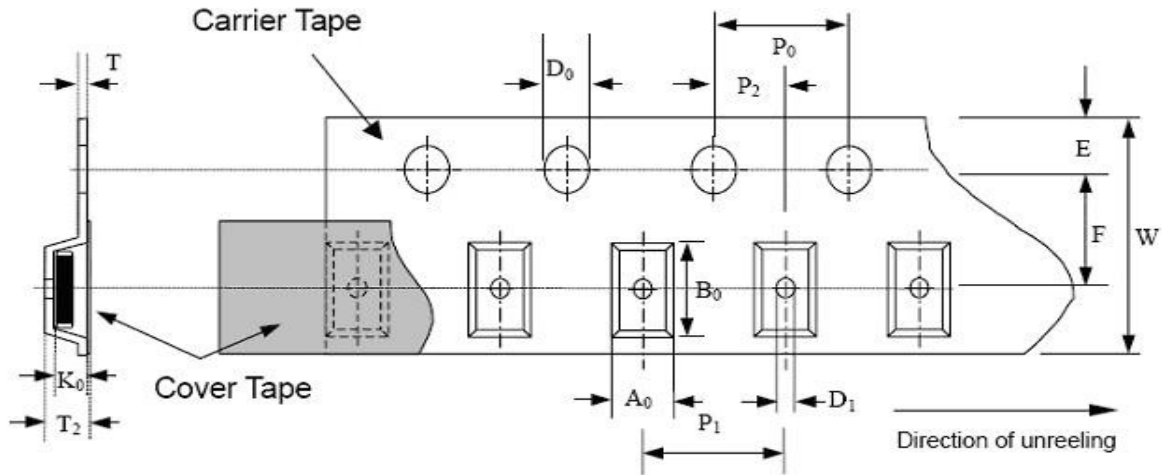 Carrier Tape
T
D₀
P₀
P₂
E
F
W
B₀
K₀
T₂
Cover Tape
A₀
P₁
D₁
Direction of unreeling